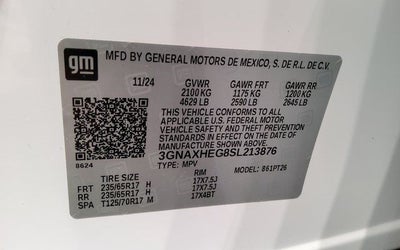 gm
MFD BY GENERAL MOTORS DE MEXICO, S. DE R.L. DE C.V.
11/24 GVWR GAWR FRT GAWR RR
2100 KG 1175 KG 1200 KG
4629 LB 2590 LB 2645 LB
THIS VEHICLE CONFORMS TO ALL
APPLICABLE U.S. FEDERAL MOTOR
VEHICLE SAFETY AND THEFT PREVENTION
STANDARDS IN EFFECT ON THE DATE OF
MANUFACTURE SHOWN ABOVE.
3GNAXHEG8SL213876
8624 TYPE: MPV MODEL: 861PT26
TIRE SIZE RIM
FRT 235/65R17 H 17X7.5J
RR 235/65R17 H 17X7.5J
SPA T125/70R17 M 17X4BT